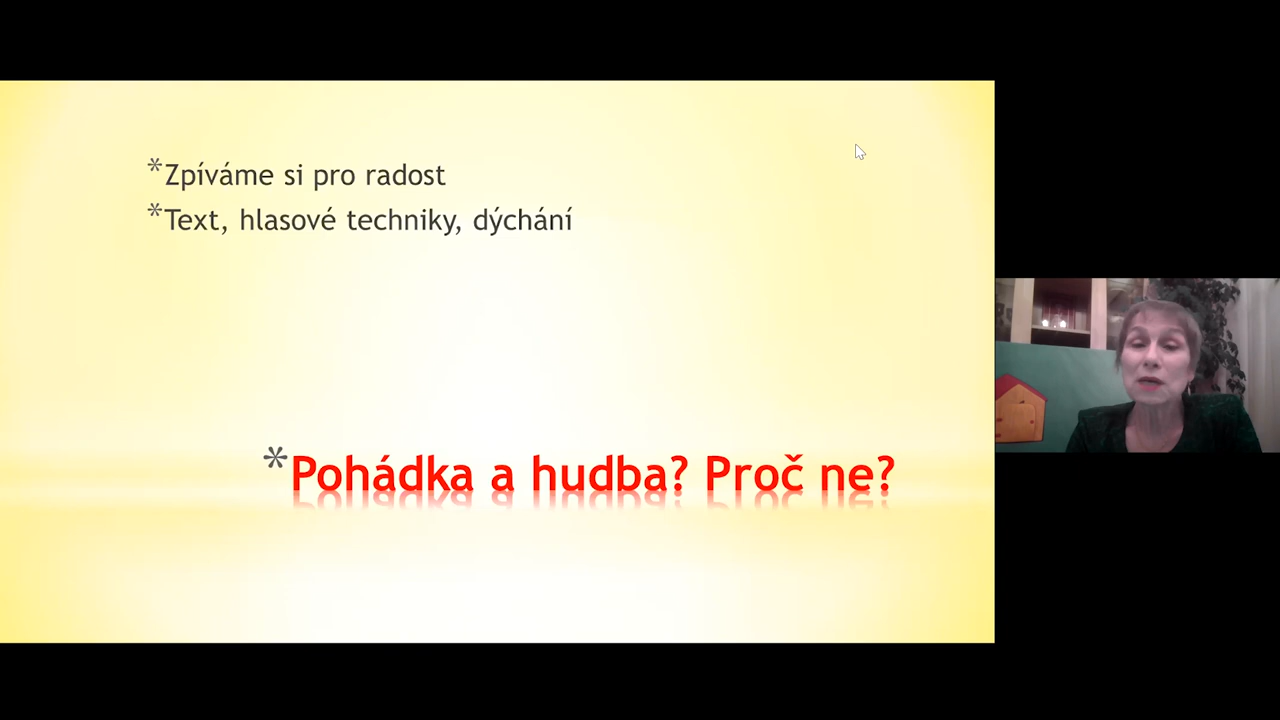 *Zpíváme si pro radost
*Text, hlasové techniky, dýchání
*Pohádka a hudba? Proč ne?